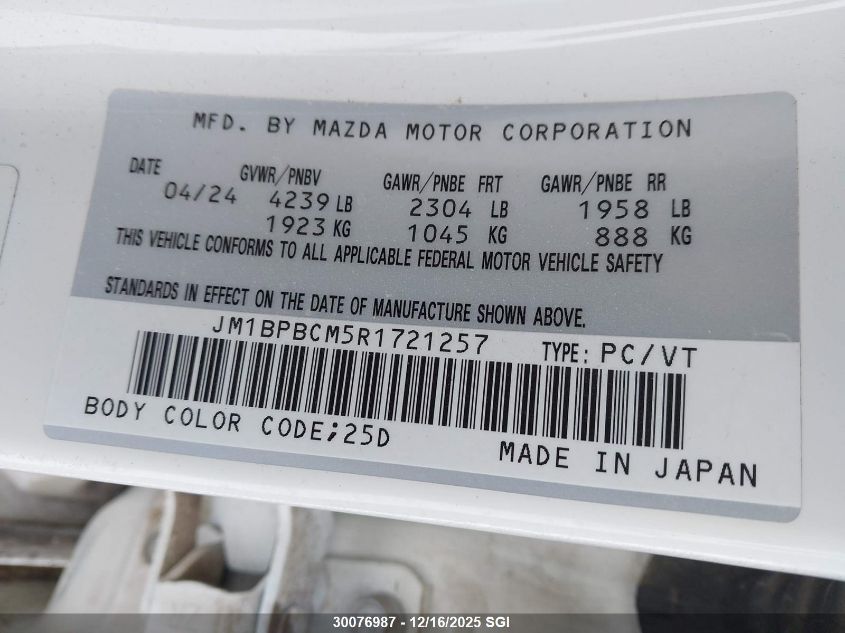 MFD. BY MAZDA MOTOR CORPORATION
DATE GVWR/PNBV GAWR/PNBE FRT GAWR/PNBE RR
04/24 4239 LB 2304 LB 1958 LB
1923 KG 1045 KG 888 KG
THIS VEHICLE CONFORMS TO ALL APPLICABLE FEDERAL MOTOR VEHICLE SAFETY
STANDARDS IN EFFECT ON THE DATE OF MANUFACTURE SHOWN ABOVE.
JM1BPBCM5R1721257 TYPE: PC/VT
BODY COLOR CODE;25D
MADE IN JAPAN
30076987 - 12/16/2025 SGI